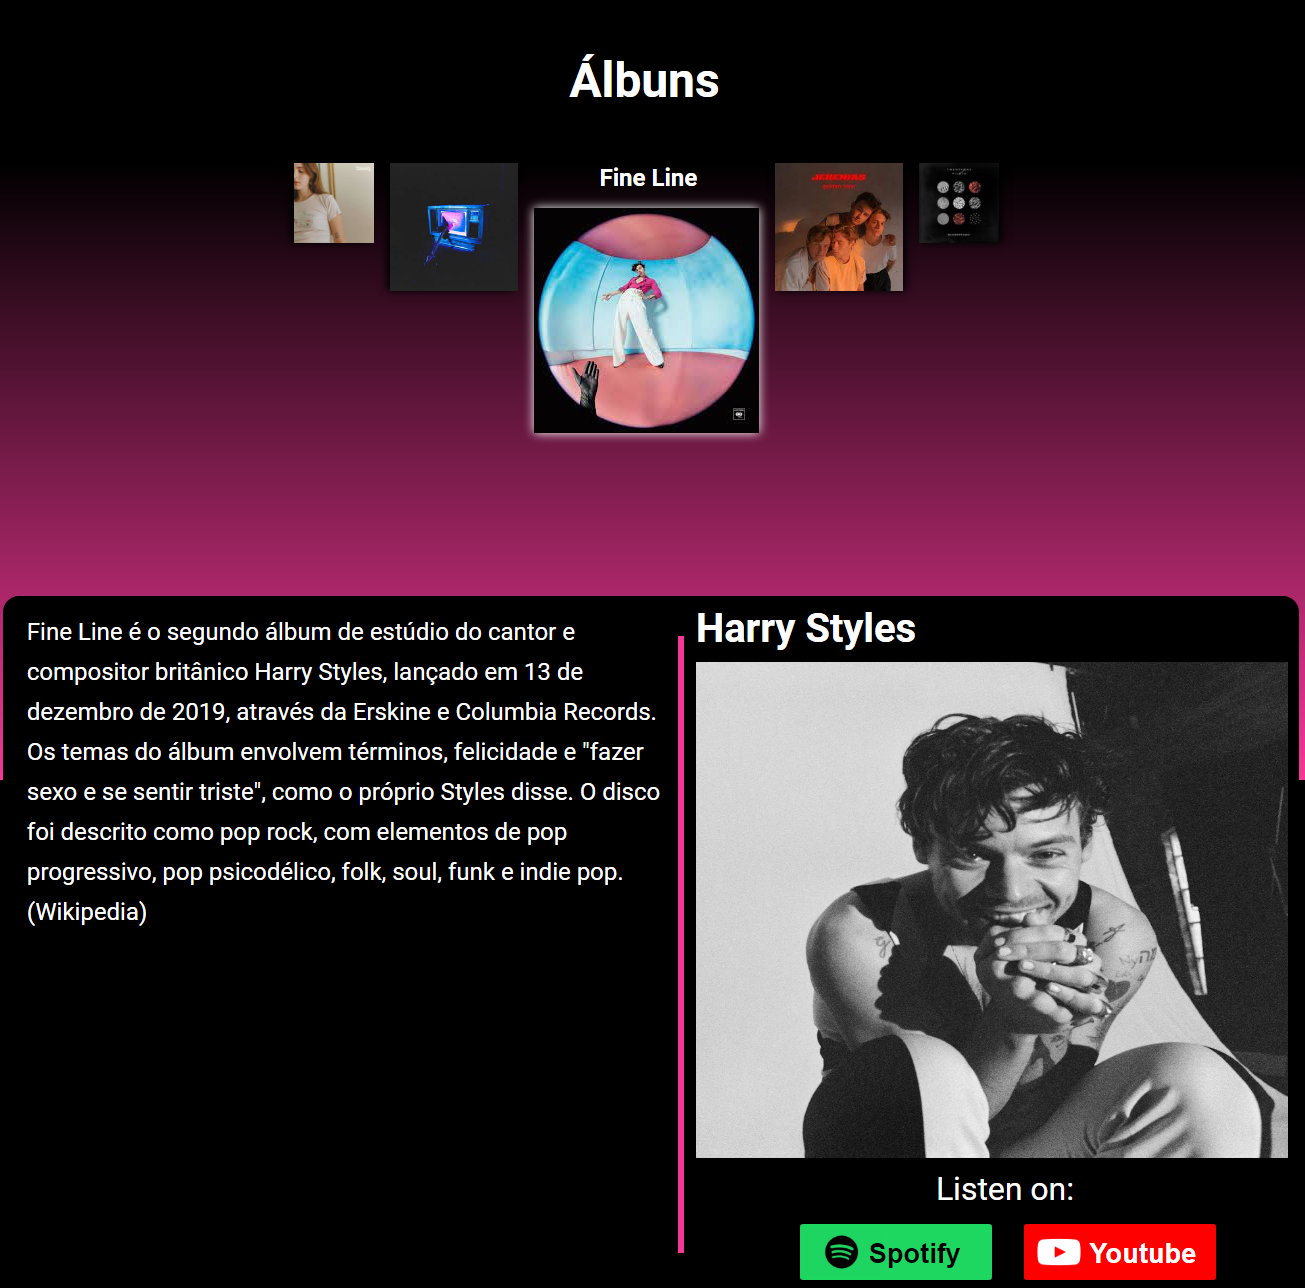 Álbuns
Fine Line
JEREMIAS
golden hour
Fine Line é o segundo álbum de estúdio do cantor e
compositor britânico Harry Styles, lançado em 13 de
dezembro de 2019, através da Erskine e Columbia Records.
Os temas do álbum envolvem términos, felicidade e "fazer
sexo e se sentir triste", como o próprio Styles disse. O disco
foi descrito como pop rock, com elementos de pop
progressivo, pop psicodélico, folk, soul, funk e indie pop.
(Wikipedia)
Harry Styles
Listen on:
Spotify
Youtube